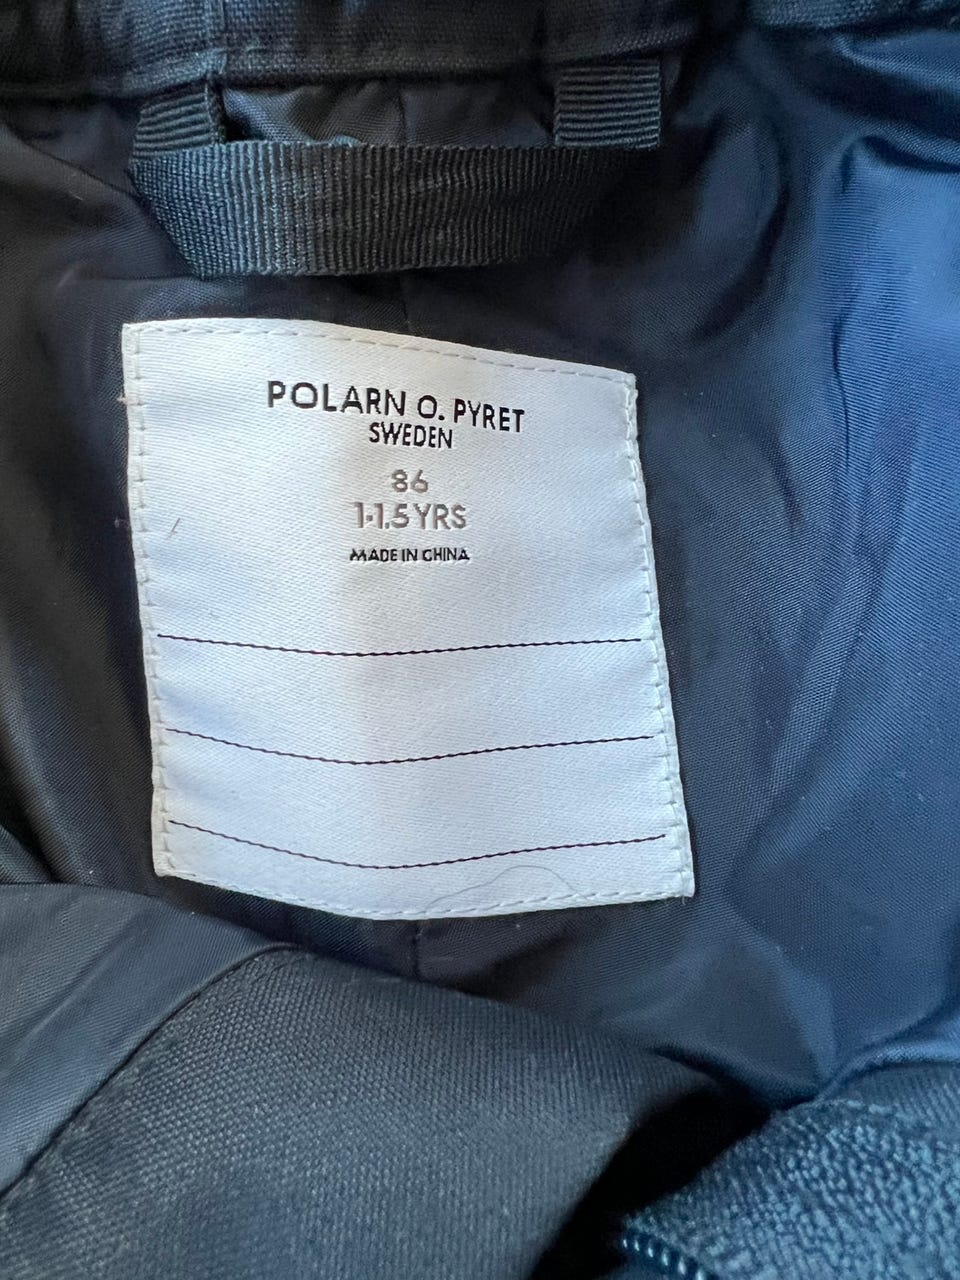 POLARN O. PYRET
SWEDEN
86
1-1.5 YRS
MADE IN CHINA